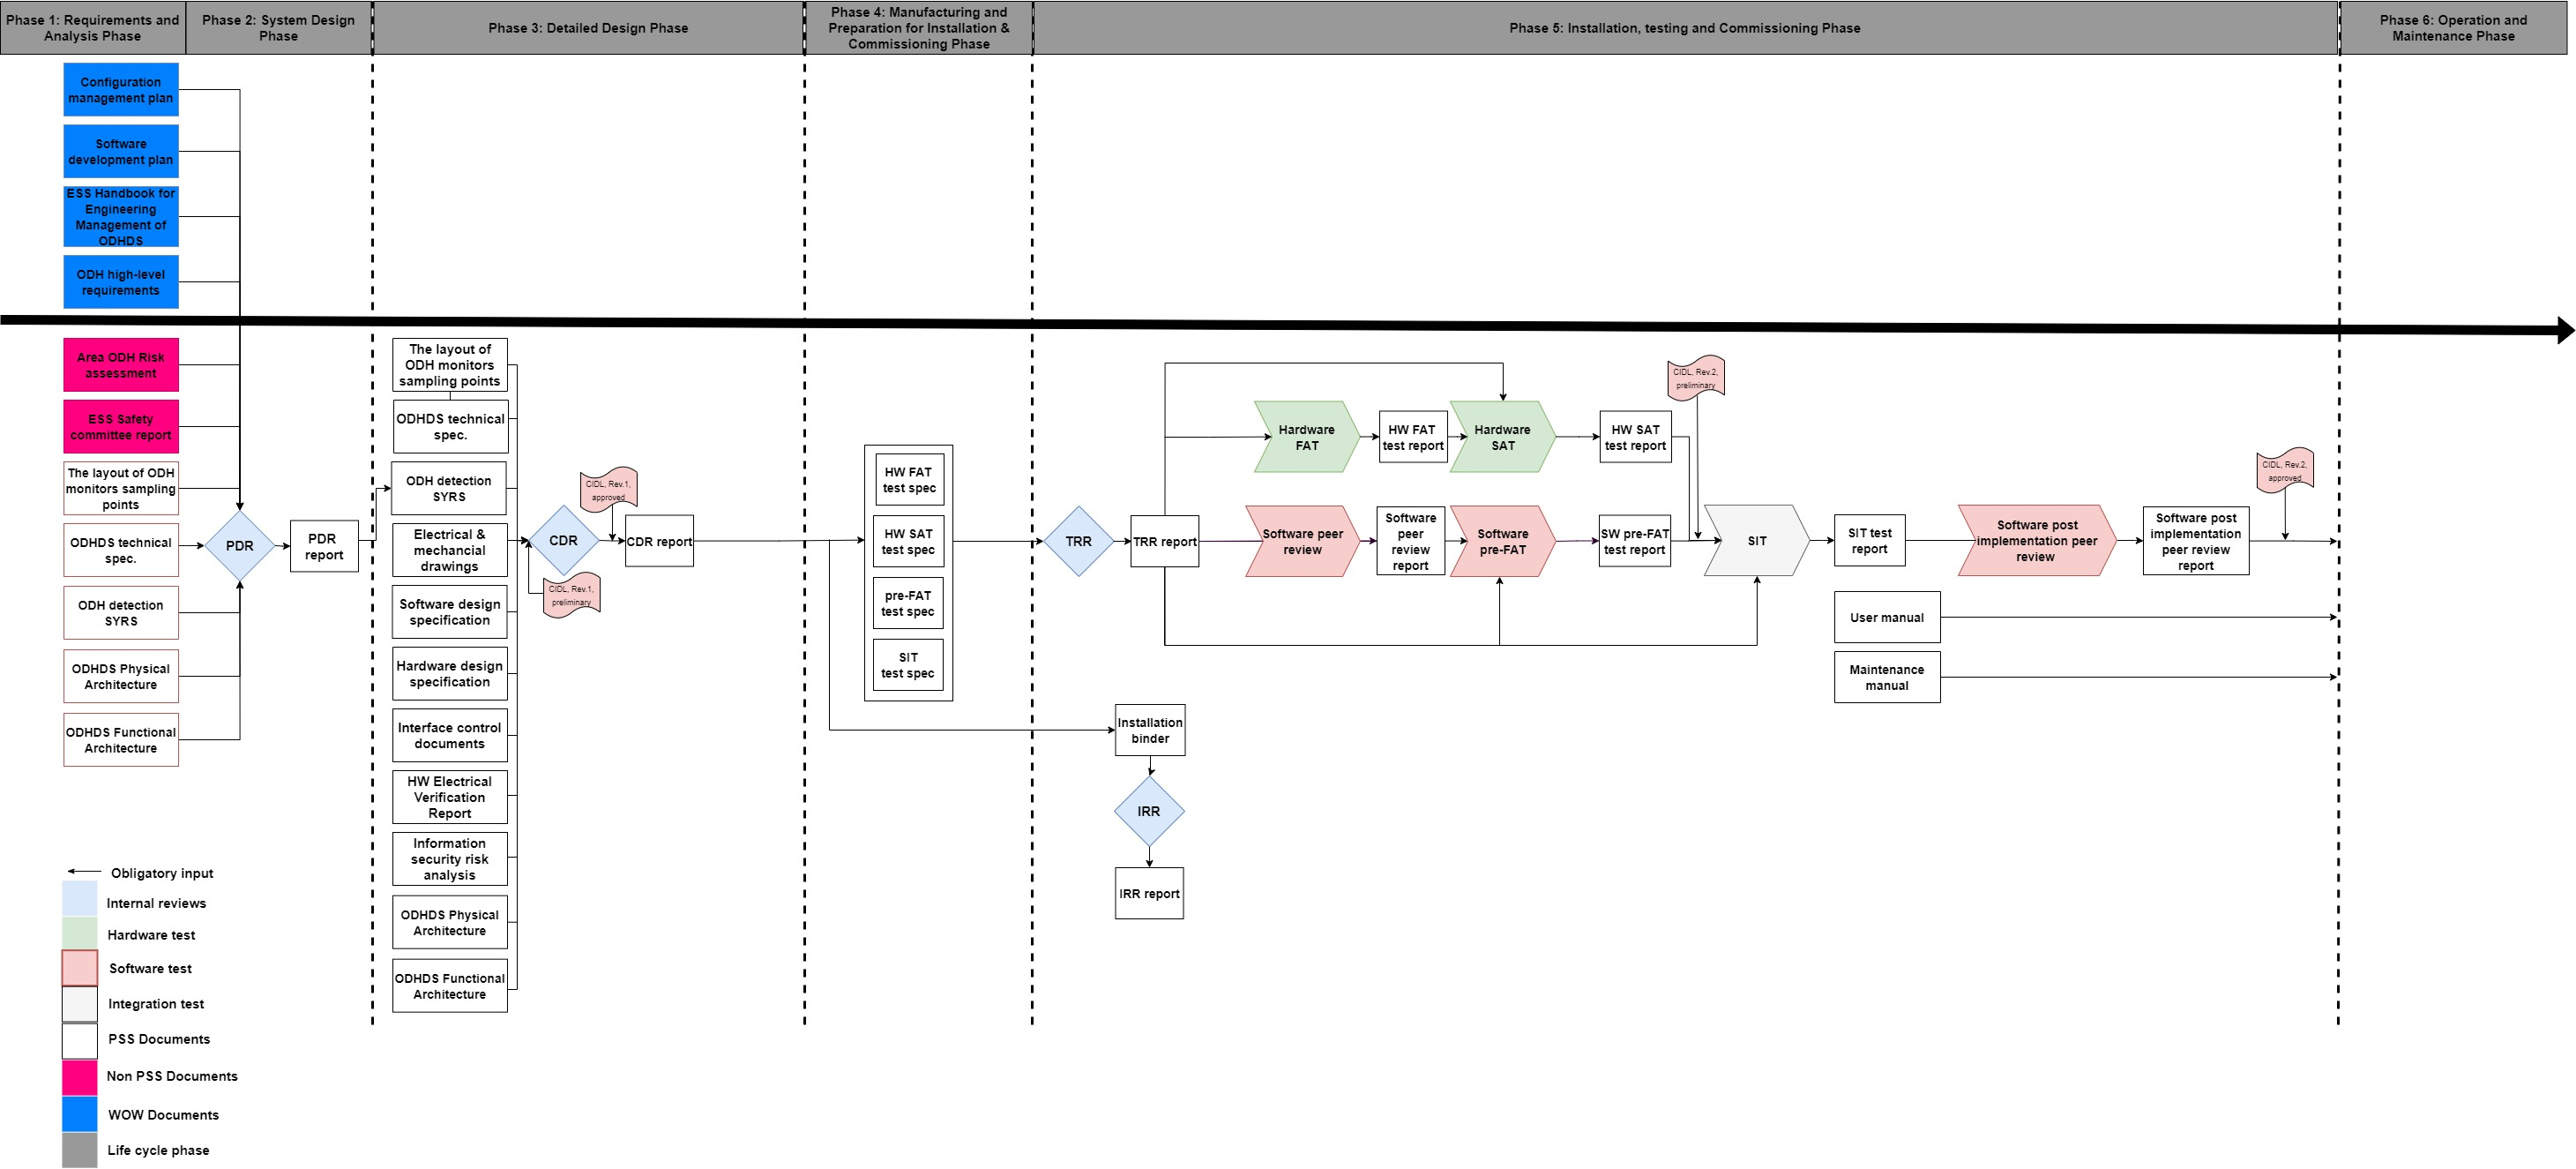 Phase 1: Requirements and
Analysis Phase
Phase 2: System Design
Phase
Phase 3: Detailed Design Phase
Phase 4: Manufacturing and
Preparation for Installation &
Commissioning Phase
Phase 5: Installation, testing and Commissioning Phase
Phase 6: Operation and
Maintenance Phase
Configuration
management plan
Software
development plan
ESS Handbook for
Engineering
Management of
ODHDS
ODH high-level
requirements
Area ODH Risk
assessment
ESS Safety
committee report
The layout of ODH
monitors sampling
points
ODHDS technical
spec.
ODH detection
SYRS
ODHDS Physical
Architecture
ODHDS Functional
Architecture
PDR
PDR
report
The layout of
ODH monitors
sampling points
ODHDS technical
spec.
ODH detection
SYRS
Electrical &
mechancial
drawings
Software design
specification
Hardware design
specification
Interface control
documents
HW Electrical
Verification
Report
Information
security risk
analysis
ODHDS Physical
Architecture
ODHDS Functional
Architecture
CDR
CIDL, Rev.1,
approved
CIDL, Rev.1,
preliminary
CDR report
HW FAT
test spec
HW SAT
test spec
pre-FAT
test spec
SIT
test spec
TRR
TRR report
Installation
binder
IRR
IRR report
Hardware
FAT
HW FAT
test report
Hardware
SAT
HW SAT
test report
CIDL, Rev.2,
preliminary
Software peer
review
Software
peer
review
report
Software
pre-FAT
SW pre-FAT
test report
SIT
SIT test
report
Software post
implementation peer
review
Software post
implementation
peer review
report
CIDL, Rev.2,
approved
User manual
Maintenance
manual
Obligatory input
Internal reviews
Hardware test
Software test
Integration test
PSS Documents
Non PSS Documents
WOW Documents
Life cycle phase